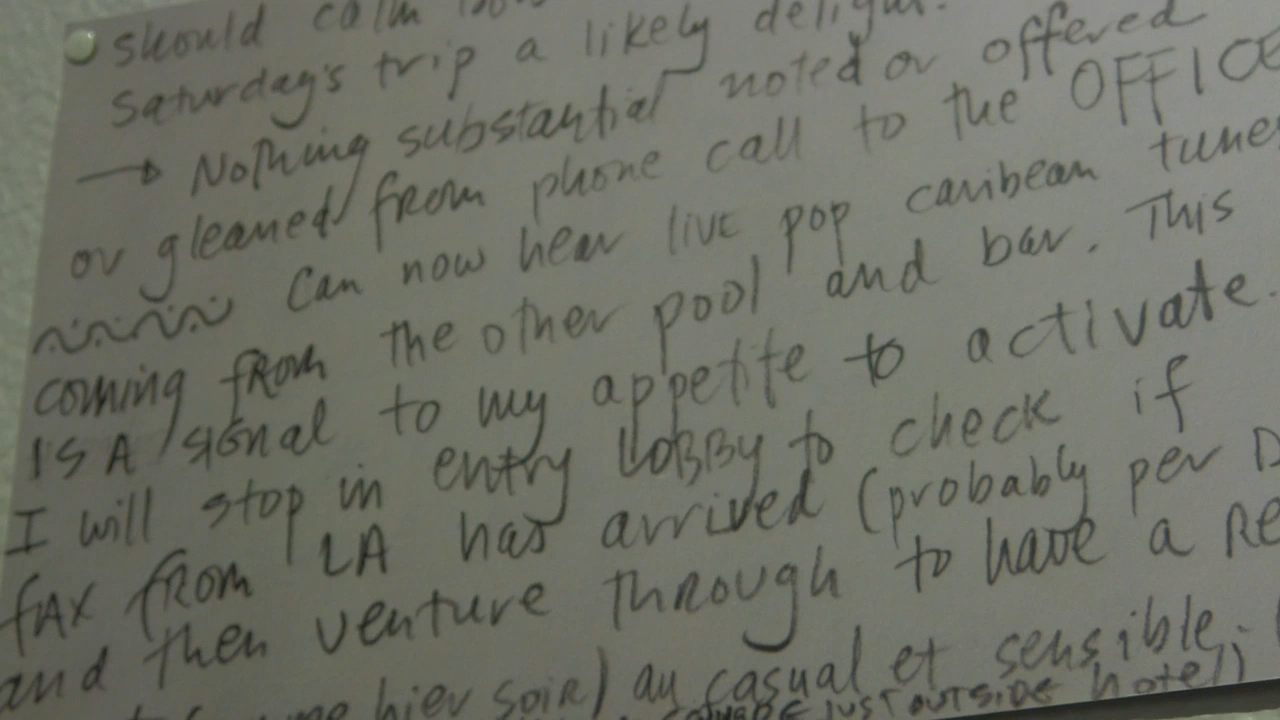 should calm
Saturday's trip a likely delight.
→ Nothing substantial noted or offered
or gleaned from phone call to the OFFICE
Can now hear live pop caribean tunes
coming from the other pool and bar. This
IS A signal to my appetite to activate.
I will stop in entry LOBBY to check if
fAX from LA has arrived (probably per
and then venture through to have a
hier soir) au casual et sensible.
JUST OUTSIDE hotel)